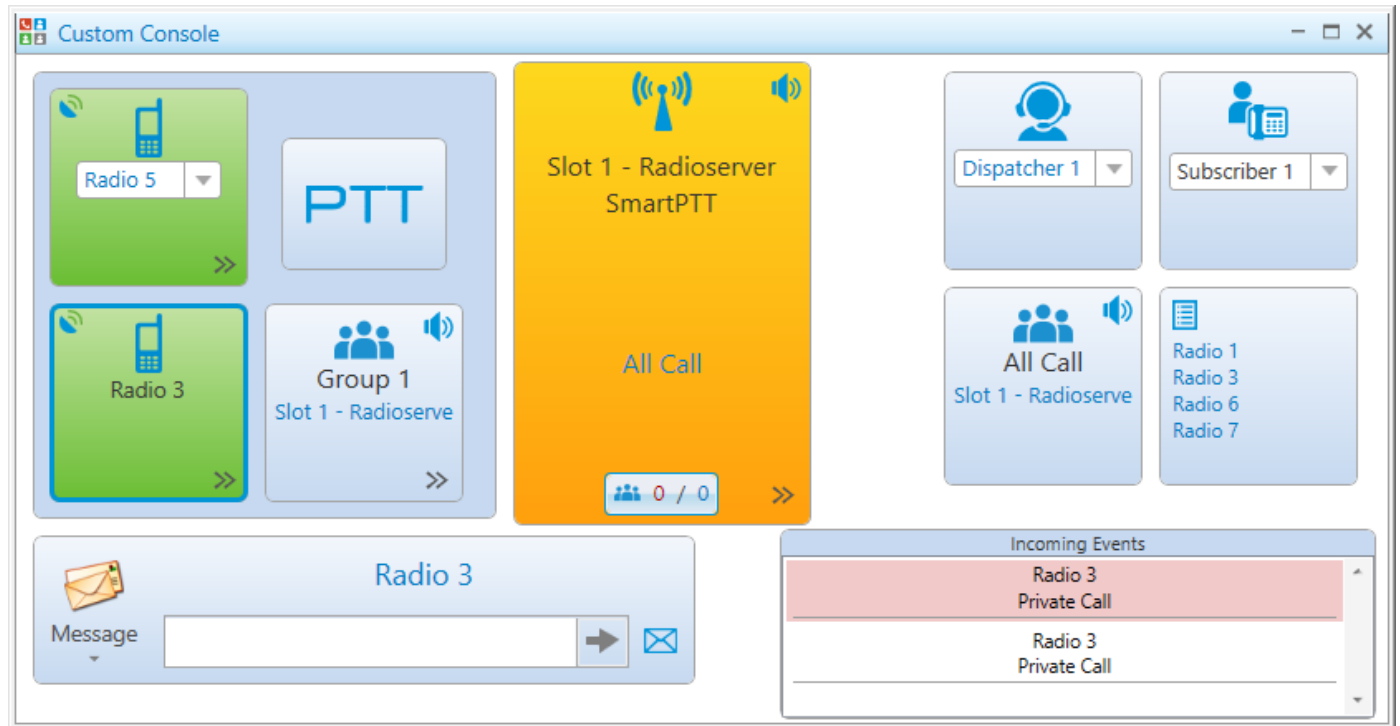 Custom Console
Radio 5
PTT
Radio 3
Group 1
Slot 1 - Radioserve
Slot 1 - Radioserver
SmartPTT
All Call
0 / 0
Dispatcher 1
Subscriber 1
All Call
Slot 1 - Radioserve
Radio 1
Radio 3
Radio 6
Radio 7
Message
Radio 3
Incoming Events
Radio 3
Private Call
Radio 3
Private Call